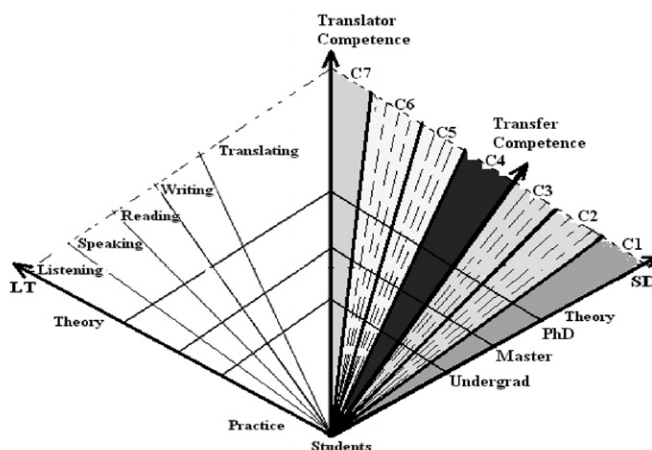 Translator
Competence
C7
C6
C5
C4
Transfer
Competence
C3
C2
C1
Translating
Writing
Reading
Speaking
Listening
LT
SD
Theory
Theory
PhD
Master
Undergrad
Practice
Students